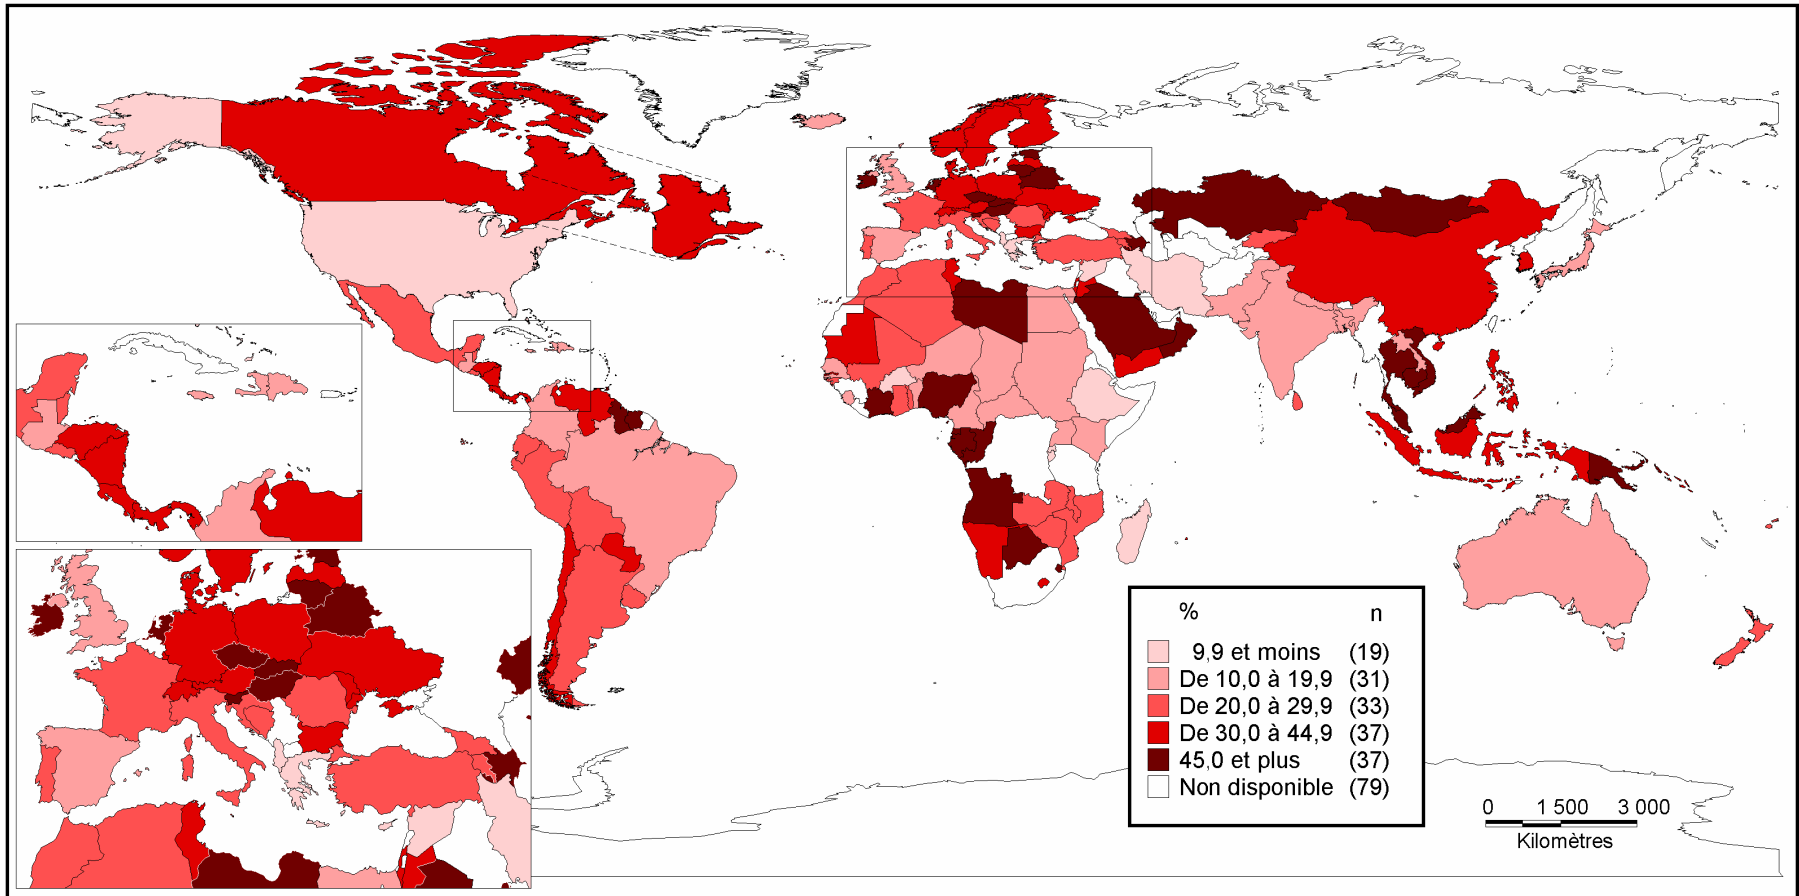 % n
9,9 et moins (19)
De 10,0 à 19,9 (31)
De 20,0 à 29,9 (33)
De 30,0 à 44,9 (37)
45,0 et plus (37)
Non disponible (79)
0 1 500 3 000
Kilomètres